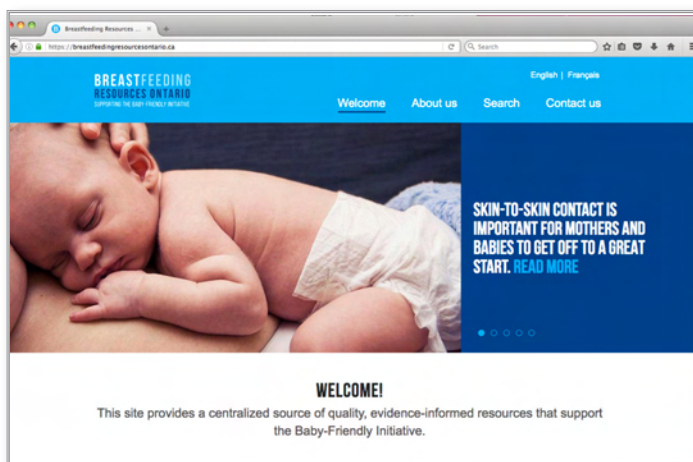 Breastfeeding Resources ...
https://breastfeedingresourcesontario.ca
Search
English | Français
BREASTFEEDING
RESOURCES ONTARIO
SUPPORTING THE BABY-FRIENDLY INITIATIVE
Welcome
About us
Search
Contact us
SKIN-TO-SKIN CONTACT IS
IMPORTANT FOR MOTHERS AND
BABIES TO GET OFF TO A GREAT
START. READ MORE
WELCOME!
This site provides a centralized source of quality, evidence-informed resources that support
the Baby-Friendly Initiative.